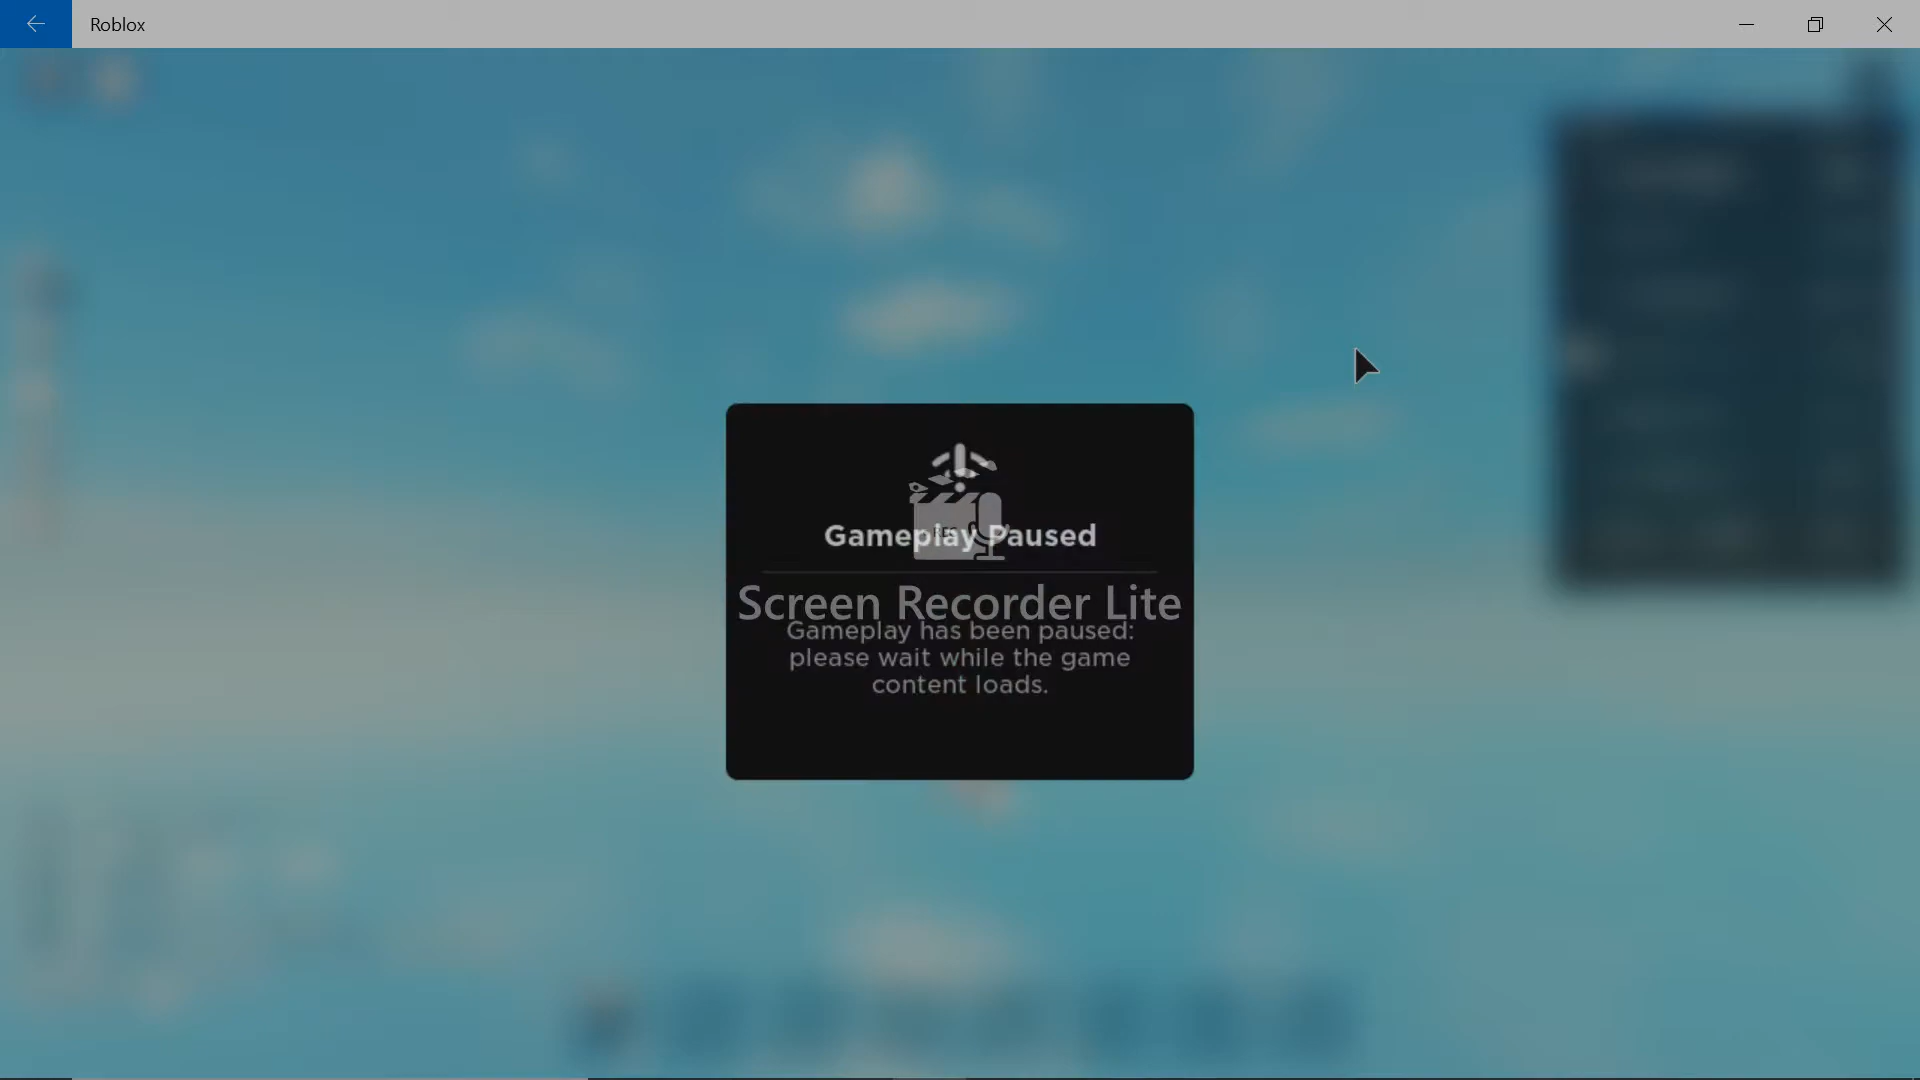 Roblox
Gameplay Paused
Screen Recorder Lite
Gameplay has been paused:
please wait while the game
content loads.